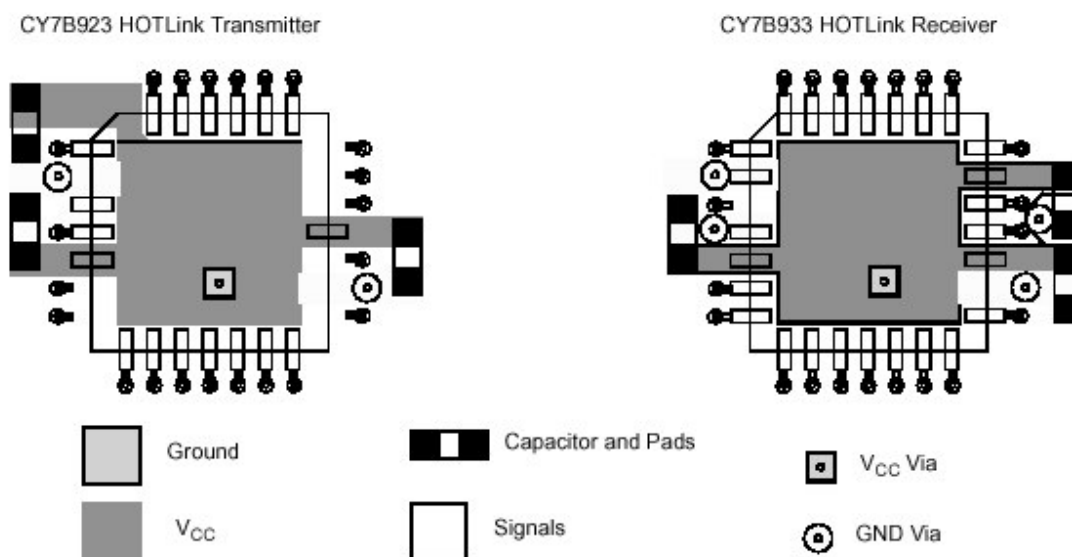 CY7B923 HOTLink Transmitter
CY7B933 HOTLink Receiver
Ground
Capacitor and Pads
VCC Via
VCC
Signals
GND Via